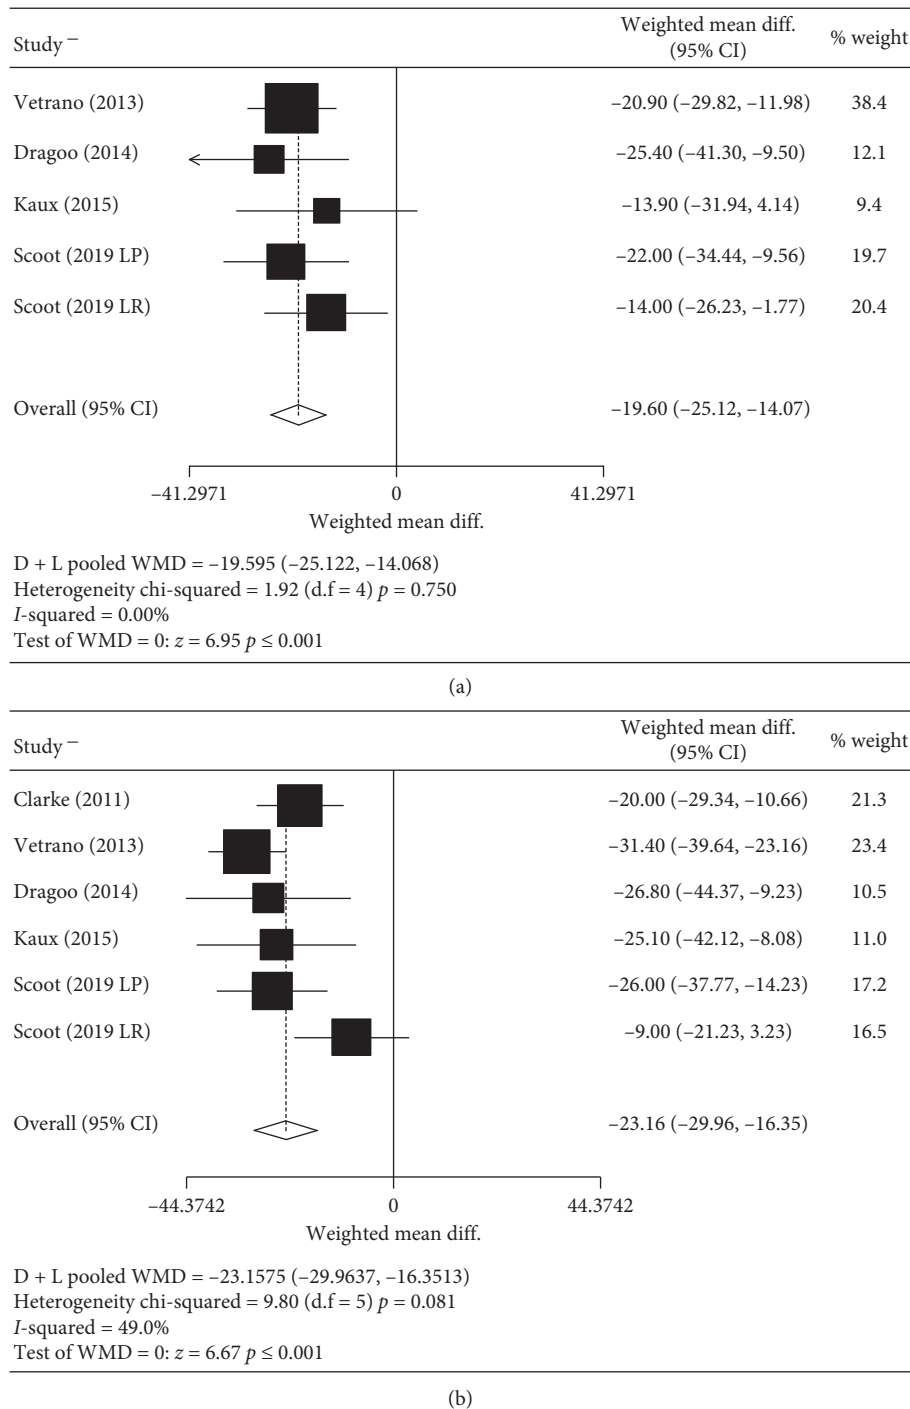 Study – Weighted mean diff. (95% CI) % weight
Vetrano (2013) –20.90 (–29.82, –11.98) 38.4
Dragoo (2014) –25.40 (–41.30, –9.50) 12.1
Kaux (2015) –13.90 (–31.94, 4.14) 9.4
Scoot (2019 LP) –22.00 (–34.44, –9.56) 19.7
Scoot (2019 LR) –14.00 (–26.23, –1.77) 20.4
Overall (95% CI) –19.60 (–25.12, –14.07)
–41.2971 0 41.2971
Weighted mean diff.
D + L pooled WMD = –19.595 (–25.122, –14.068)
Heterogeneity chi-squared = 1.92 (d.f = 4) p = 0.750
I-squared = 0.00%
Test of WMD = 0: z = 6.95 p ≤ 0.001
(a)
Study – Weighted mean diff. (95% CI) % weight
Clarke (2011) –20.00 (–29.34, –10.66) 21.3
Vetrano (2013) –31.40 (–39.64, –23.16) 23.4
Dragoo (2014) –26.80 (–44.37, –9.23) 10.5
Kaux (2015) –25.10 (–42.12, –8.08) 11.0
Scoot (2019 LP) –26.00 (–37.77, –14.23) 17.2
Scoot (2019 LR) –9.00 (–21.23, 3.23) 16.5
Overall (95% CI) –23.16 (–29.96, –16.35)
–44.3742 0 44.3742
Weighted mean diff.
D + L pooled WMD = –23.1575 (–29.9637, –16.3513)
Heterogeneity chi-squared = 9.80 (d.f = 5) p = 0.081
I-squared = 49.0%
Test of WMD = 0: z = 6.67 p ≤ 0.001
(b)